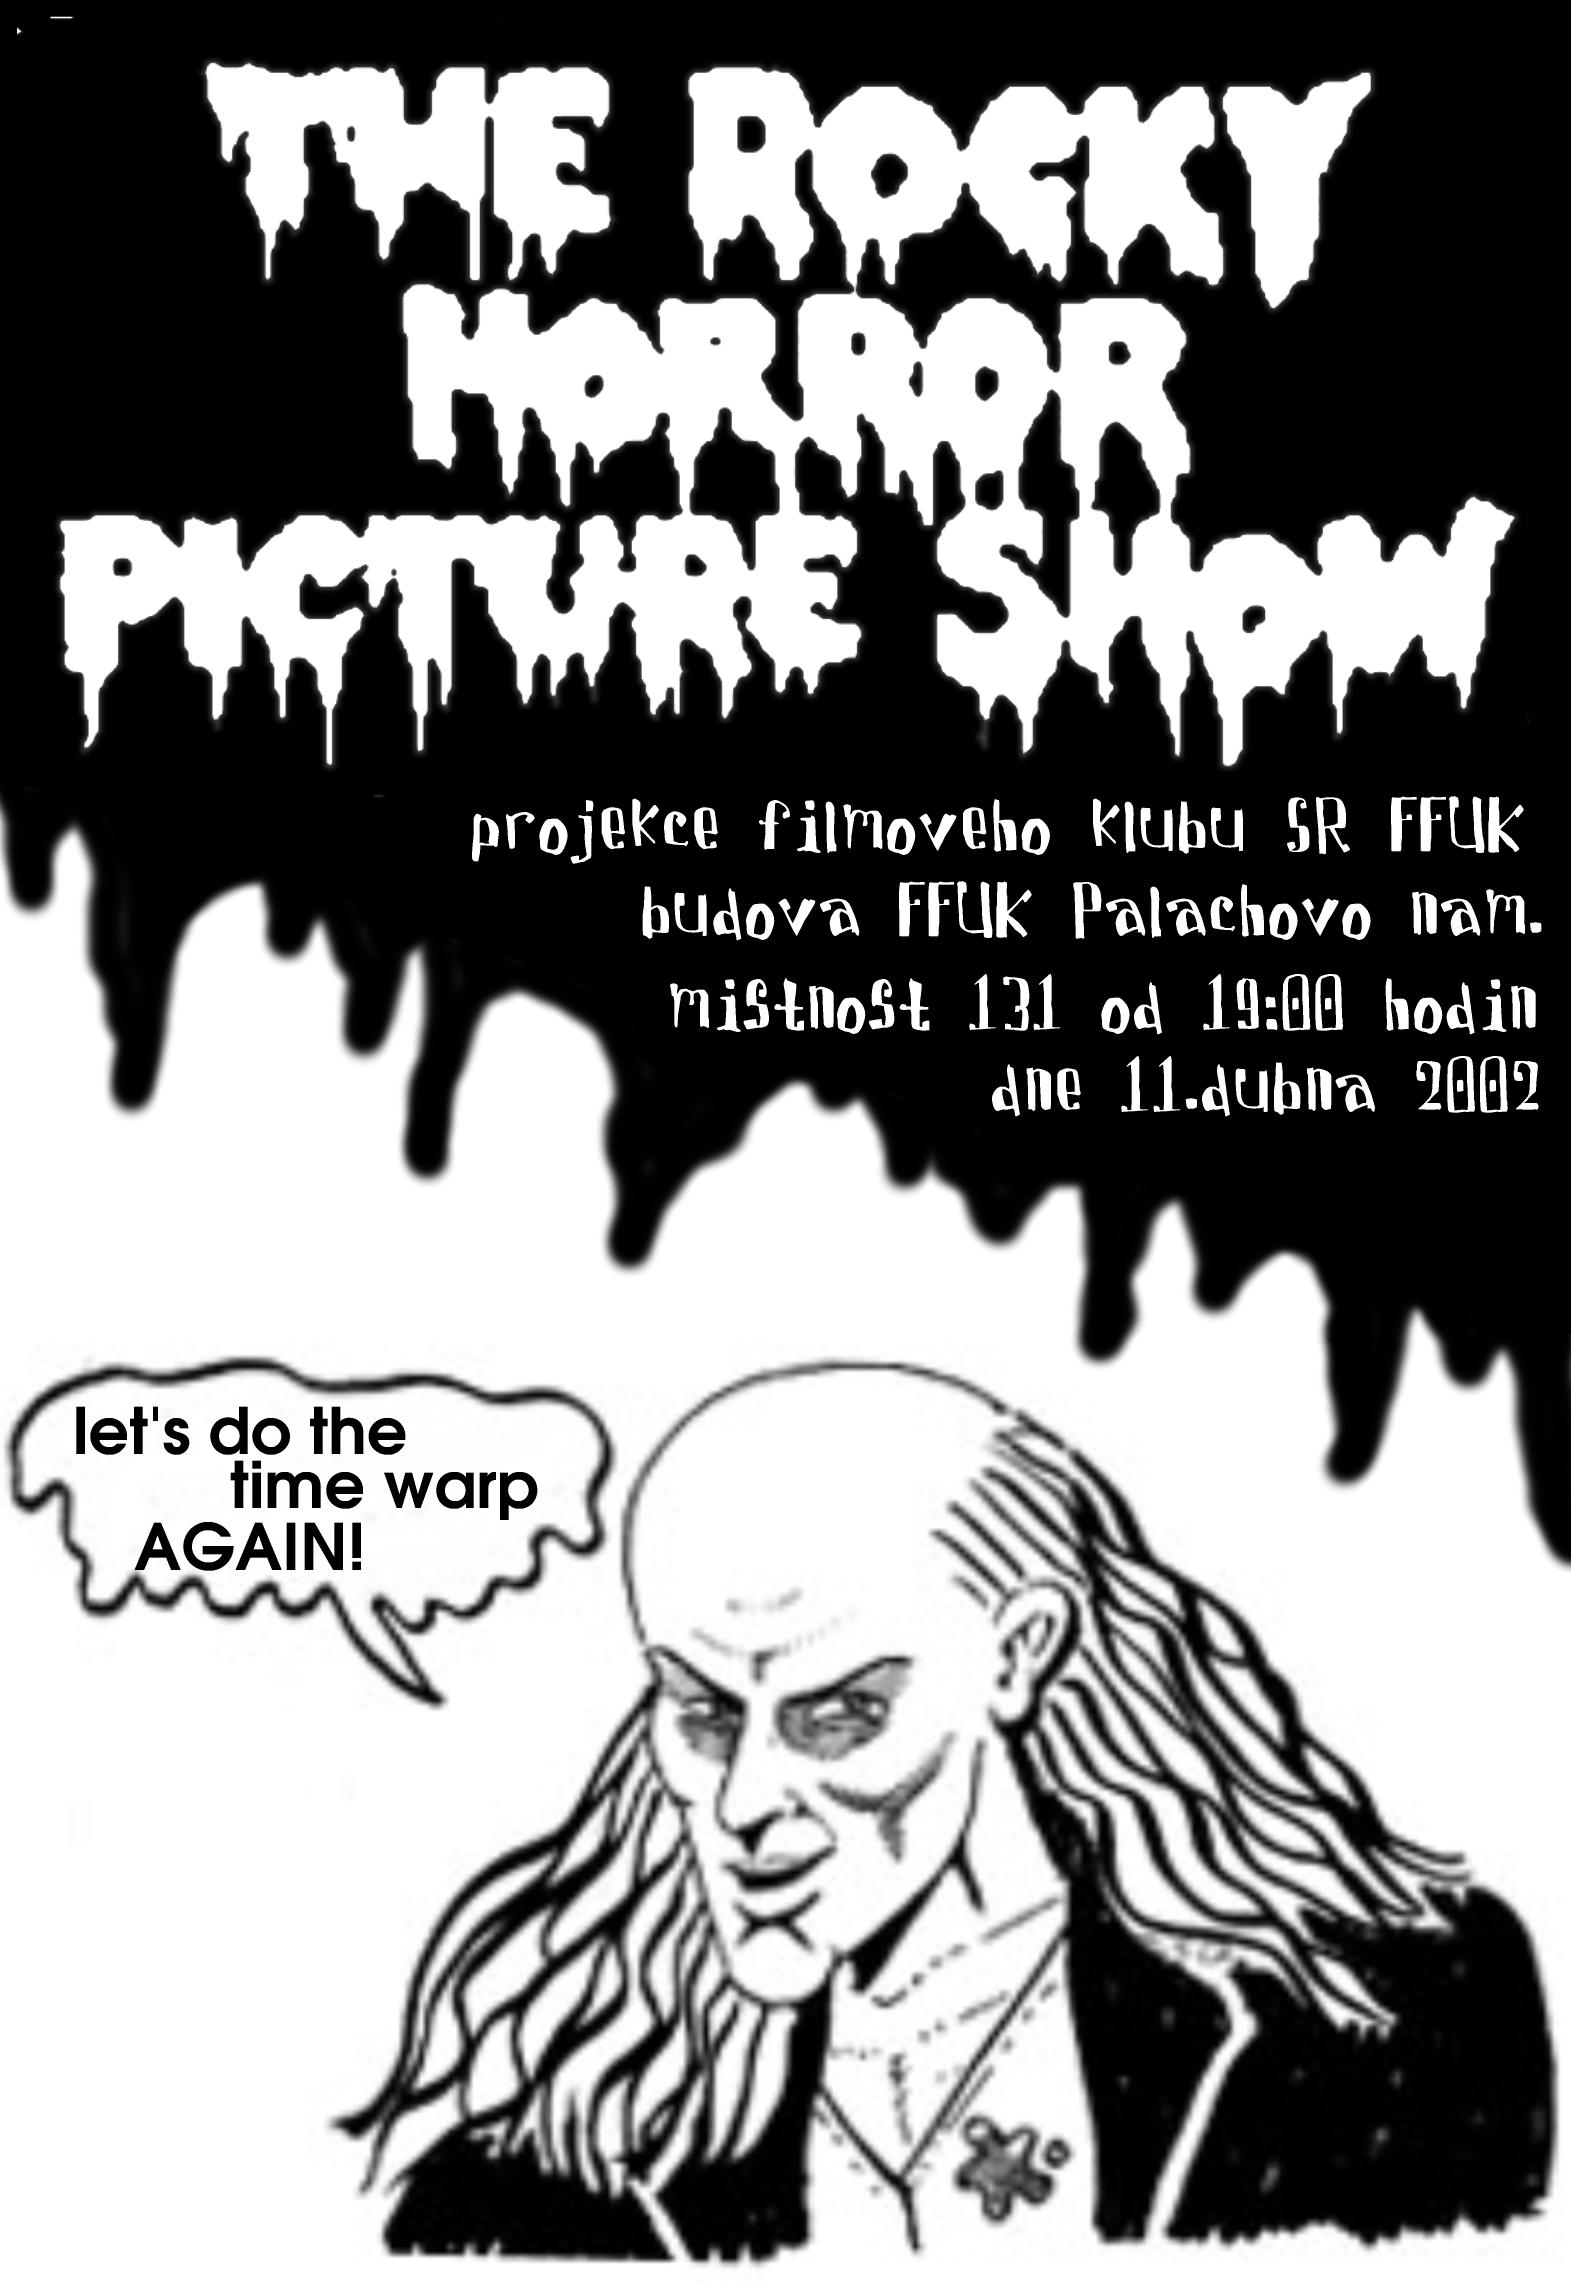 THE ROCKY
HORROR
PICTURE SHOW
projekce filmoveho klubu SR FFUK
budova FFUK Palachovo nam.
mistnost 131 od 19:00 hodin
dne 11.dubna 2002
let's do the
time warp
AGAIN!